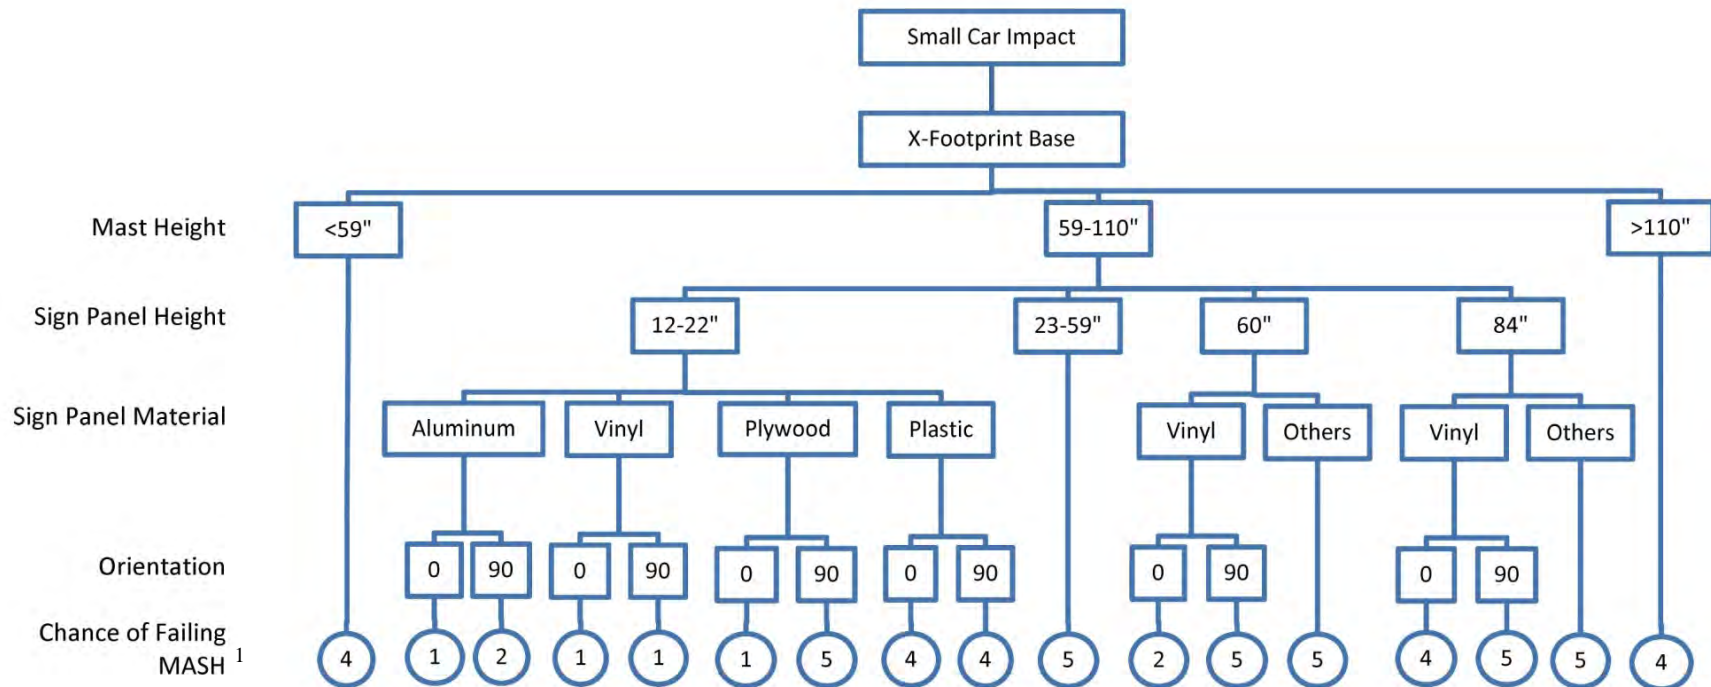 Small Car Impact
X-Footprint Base
Mast Height
<59"
59-110"
>110"
Sign Panel Height
12-22"
23-59"
60"
84"
Sign Panel Material
Aluminum
Vinyl
Plywood
Plastic
Vinyl
Others
Vinyl
Others
Orientation
0
90
0
90
0
90
0
90
0
90
0
90
Chance of Failing
MASH 1
4
1
2
1
1
1
5
4
4
5
2
5
5
4
5
5
4